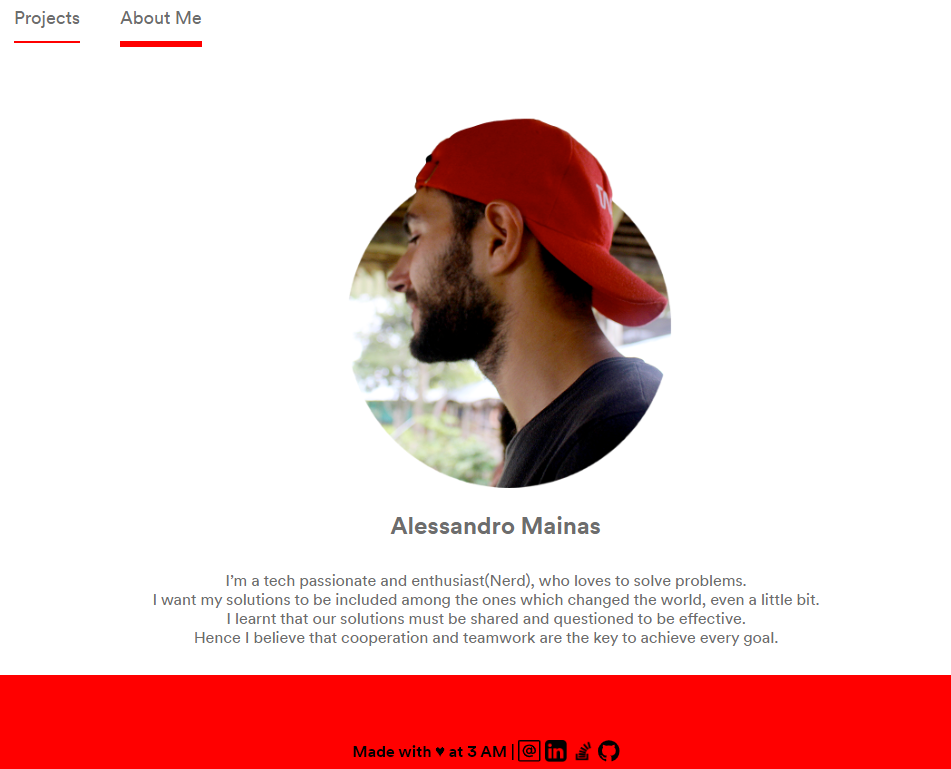 Projects About Me
Alessandro Mainas
I’m a tech passionate and enthusiast(Nerd), who loves to solve problems.
I want my solutions to be included among the ones which changed the world, even a little bit.
I learnt that our solutions must be shared and questioned to be effective.
Hence I believe that cooperation and teamwork are the key to achieve every goal.
Made with ♥ at 3 AM | @ in